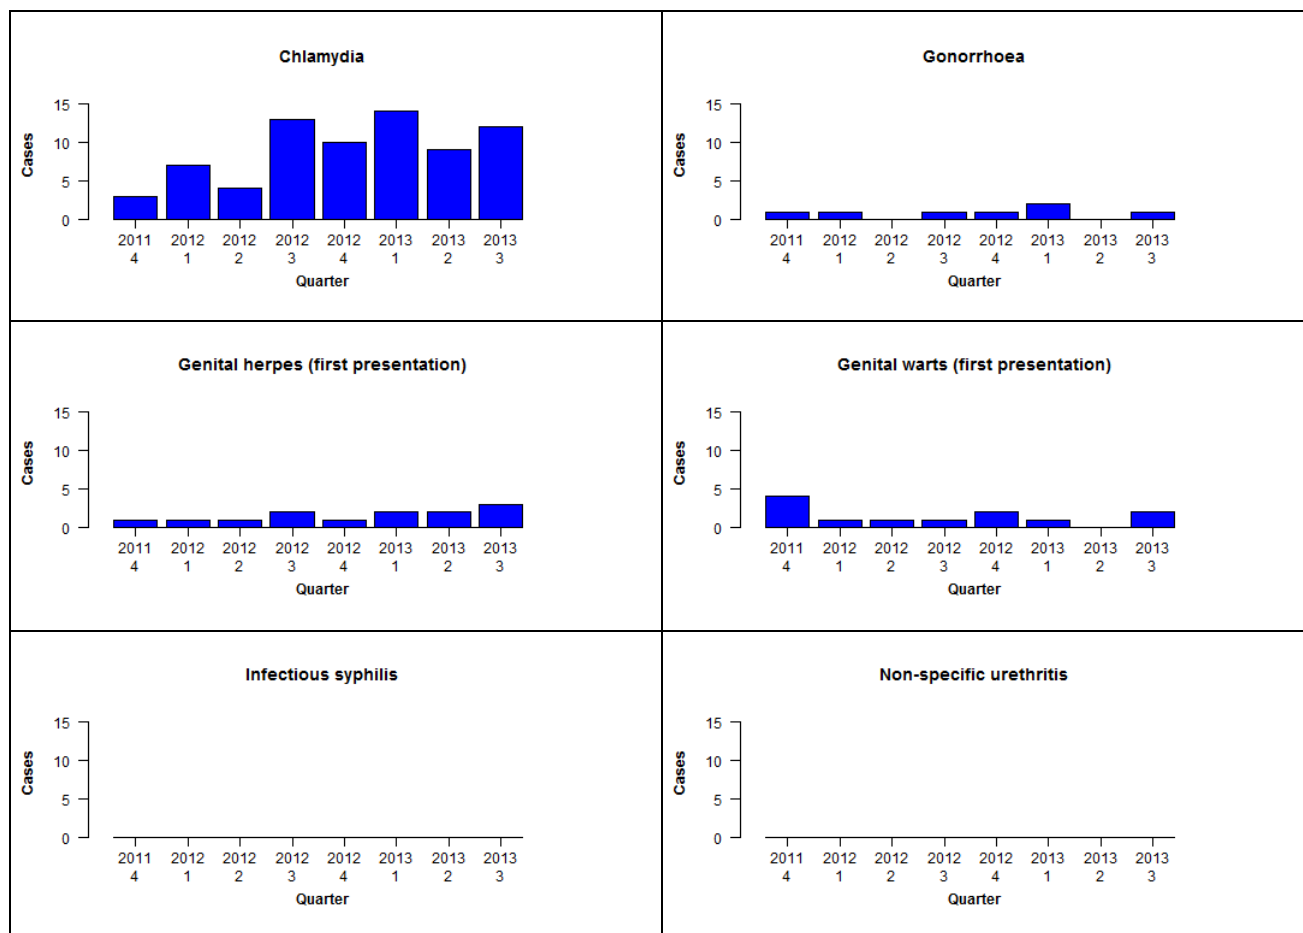 Chlamydia
15
10
5
0
Cases
2011 2012 2012 2012 2012 2013 2013 2013
4 1 2 3 4 1 2 3
Quarter
Gonorrhoea
15
10
5
0
Cases
2011 2012 2012 2012 2012 2013 2013 2013
4 1 2 3 4 1 2 3
Quarter
Genital herpes (first presentation)
15
10
5
0
Cases
2011 2012 2012 2012 2012 2013 2013 2013
4 1 2 3 4 1 2 3
Quarter
Genital warts (first presentation)
15
10
5
0
Cases
2011 2012 2012 2012 2012 2013 2013 2013
4 1 2 3 4 1 2 3
Quarter
Infectious syphilis
15
10
5
0
Cases
2011 2012 2012 2012 2012 2013 2013 2013
4 1 2 3 4 1 2 3
Quarter
Non-specific urethritis
15
10
5
0
Cases
2011 2012 2012 2012 2012 2013 2013 2013
4 1 2 3 4 1 2 3
Quarter